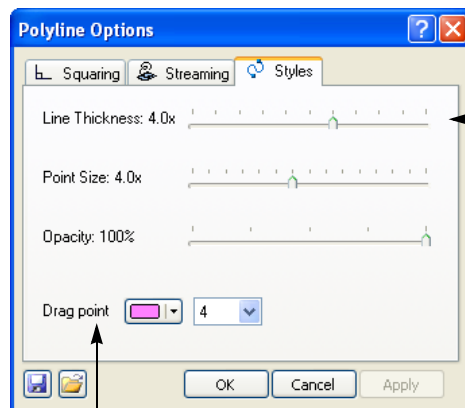 Polyline Options
Squaring Streaming Styles
Line Thickness: 4.0x
Point Size: 4.0x
Opacity: 100%
Drag point 4
OK Cancel Apply